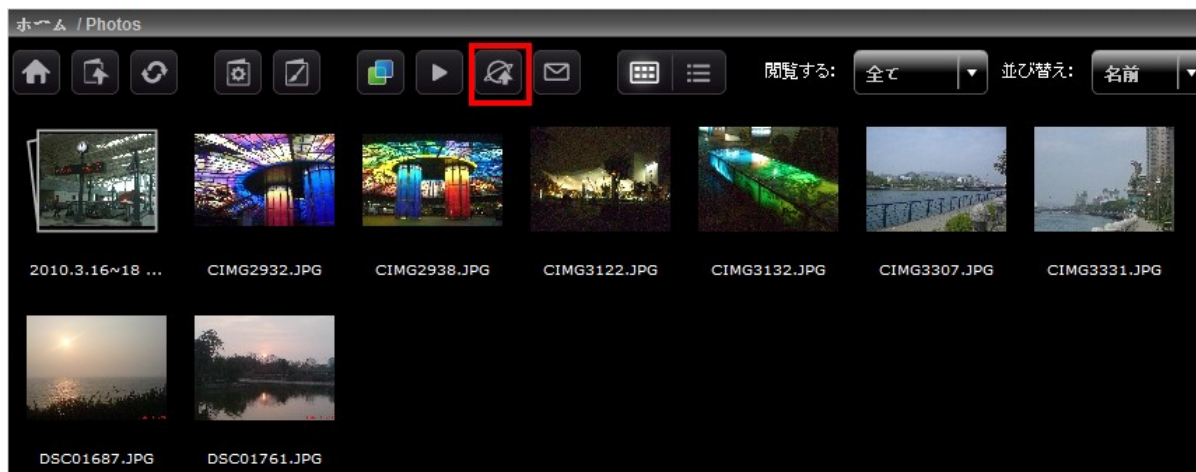 ホーム / Photos
閲覧する: 全て 並び替え: 名前
2010.3.16~18 ... CIMG2932.JPG CIMG2938.JPG CIMG3122.JPG CIMG3132.JPG CIMG3307.JPG CIMG3331.JPG
DSC01687.JPG DSC01761.JPG